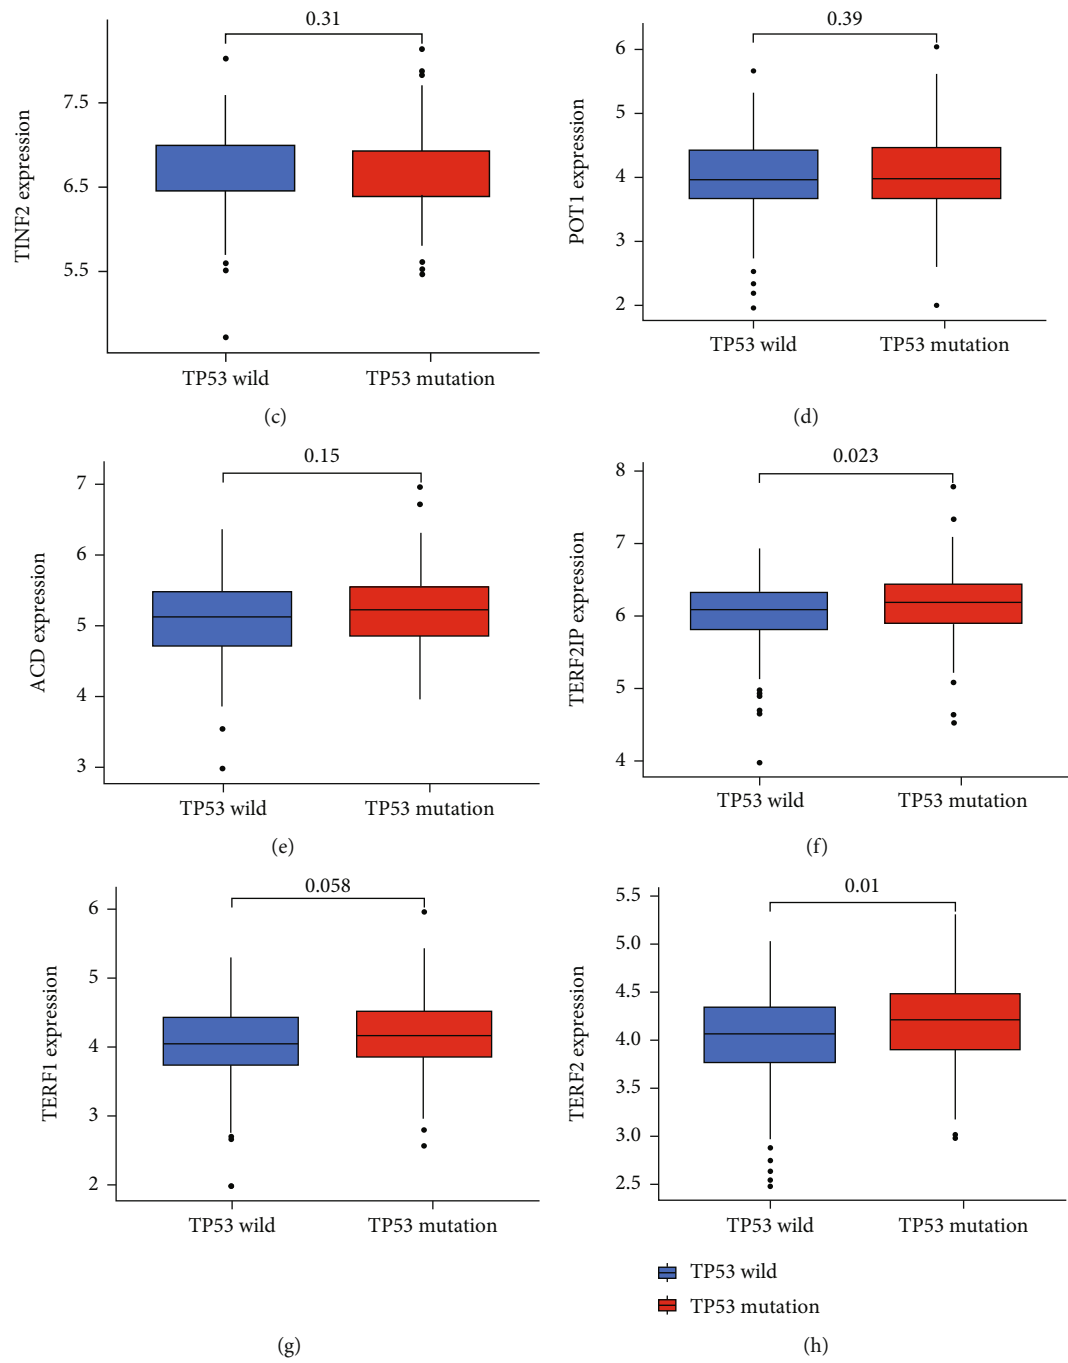 0.31
TINF2 expression
7.5
6.5
5.5
TP53 wild
TP53 mutation
(c)
0.39
POT1 expression
6
5
4
3
2
TP53 wild
TP53 mutation
(d)
0.15
ACD expression
7
6
5
4
3
TP53 wild
TP53 mutation
(e)
0.023
TERF2IP expression
8
7
6
5
4
TP53 wild
TP53 mutation
(f)
0.058
TERF1 expression
6
5
4
3
2
TP53 wild
TP53 mutation
(g)
0.01
TERF2 expression
5.5
5.0
4.5
4.0
3.5
3.0
2.5
TP53 wild
TP53 mutation
TP53 wild
TP53 mutation
(h)